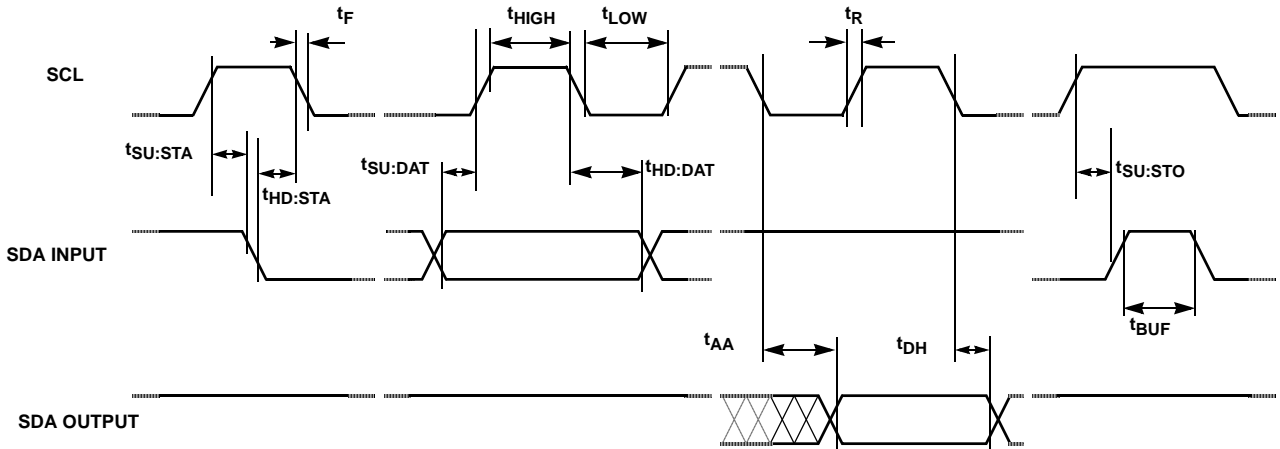 tF
tHIGH
tLOW
tR
SCL
tSU:STA
tHD:STA
tSU:DAT
tHD:DAT
tSU:STO
SDA INPUT
tBUF
tAA
tDH
SDA OUTPUT